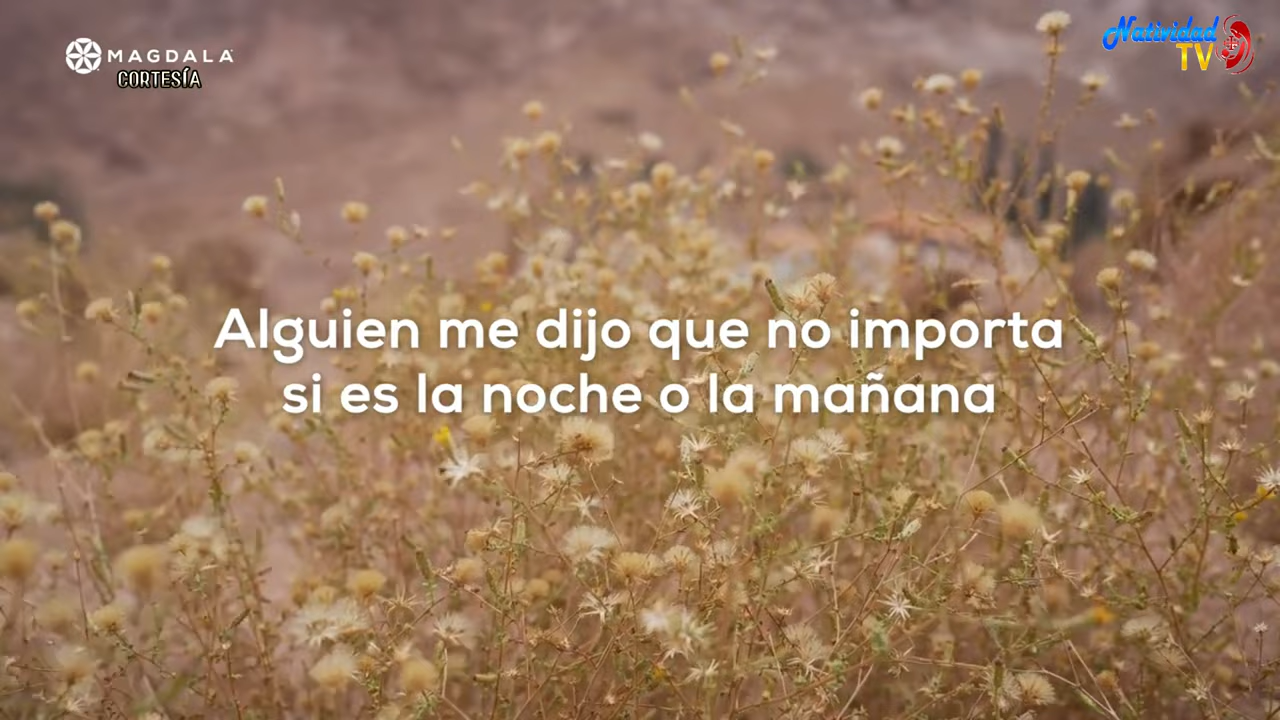 MAGDALA
CORTESÍA
Natividad
TV
Alguien me dijo que no importa
si es la noche o la mañana